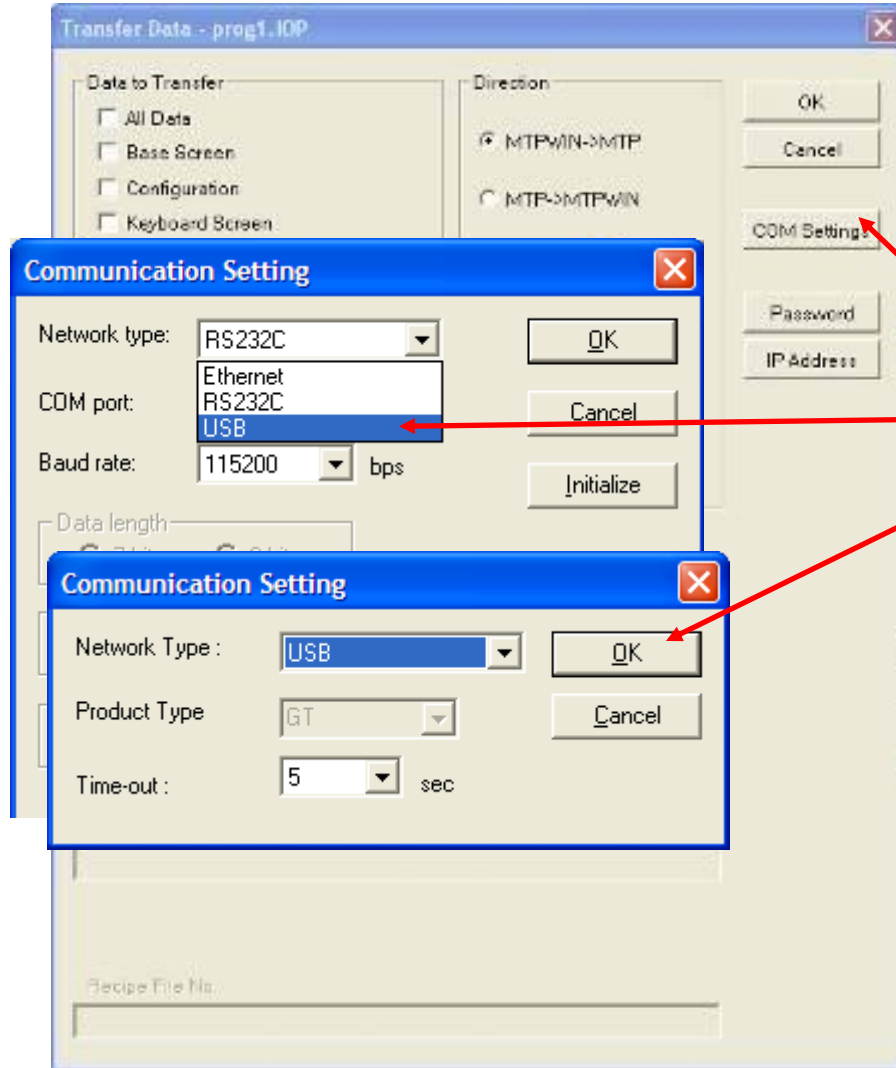 Transfer Data - prog1.IOP
Data to Transfer
All Data
Base Screen
Configuration
Keyboard Screen
Direction
MTPWIN->MTP
MTP->MTPWIN
OK
Cancel
COM Settings
Password
IP Address
Communication Setting
Network type: RS232C
Ethernet
RS232C
USB
COM port:
Baud rate: 115200 bps
OK
Cancel
Initialize
Data length
Communication Setting
Network Type : USB
Product Type GT
Time-out : 5 sec
OK
Cancel
Recipe File No.